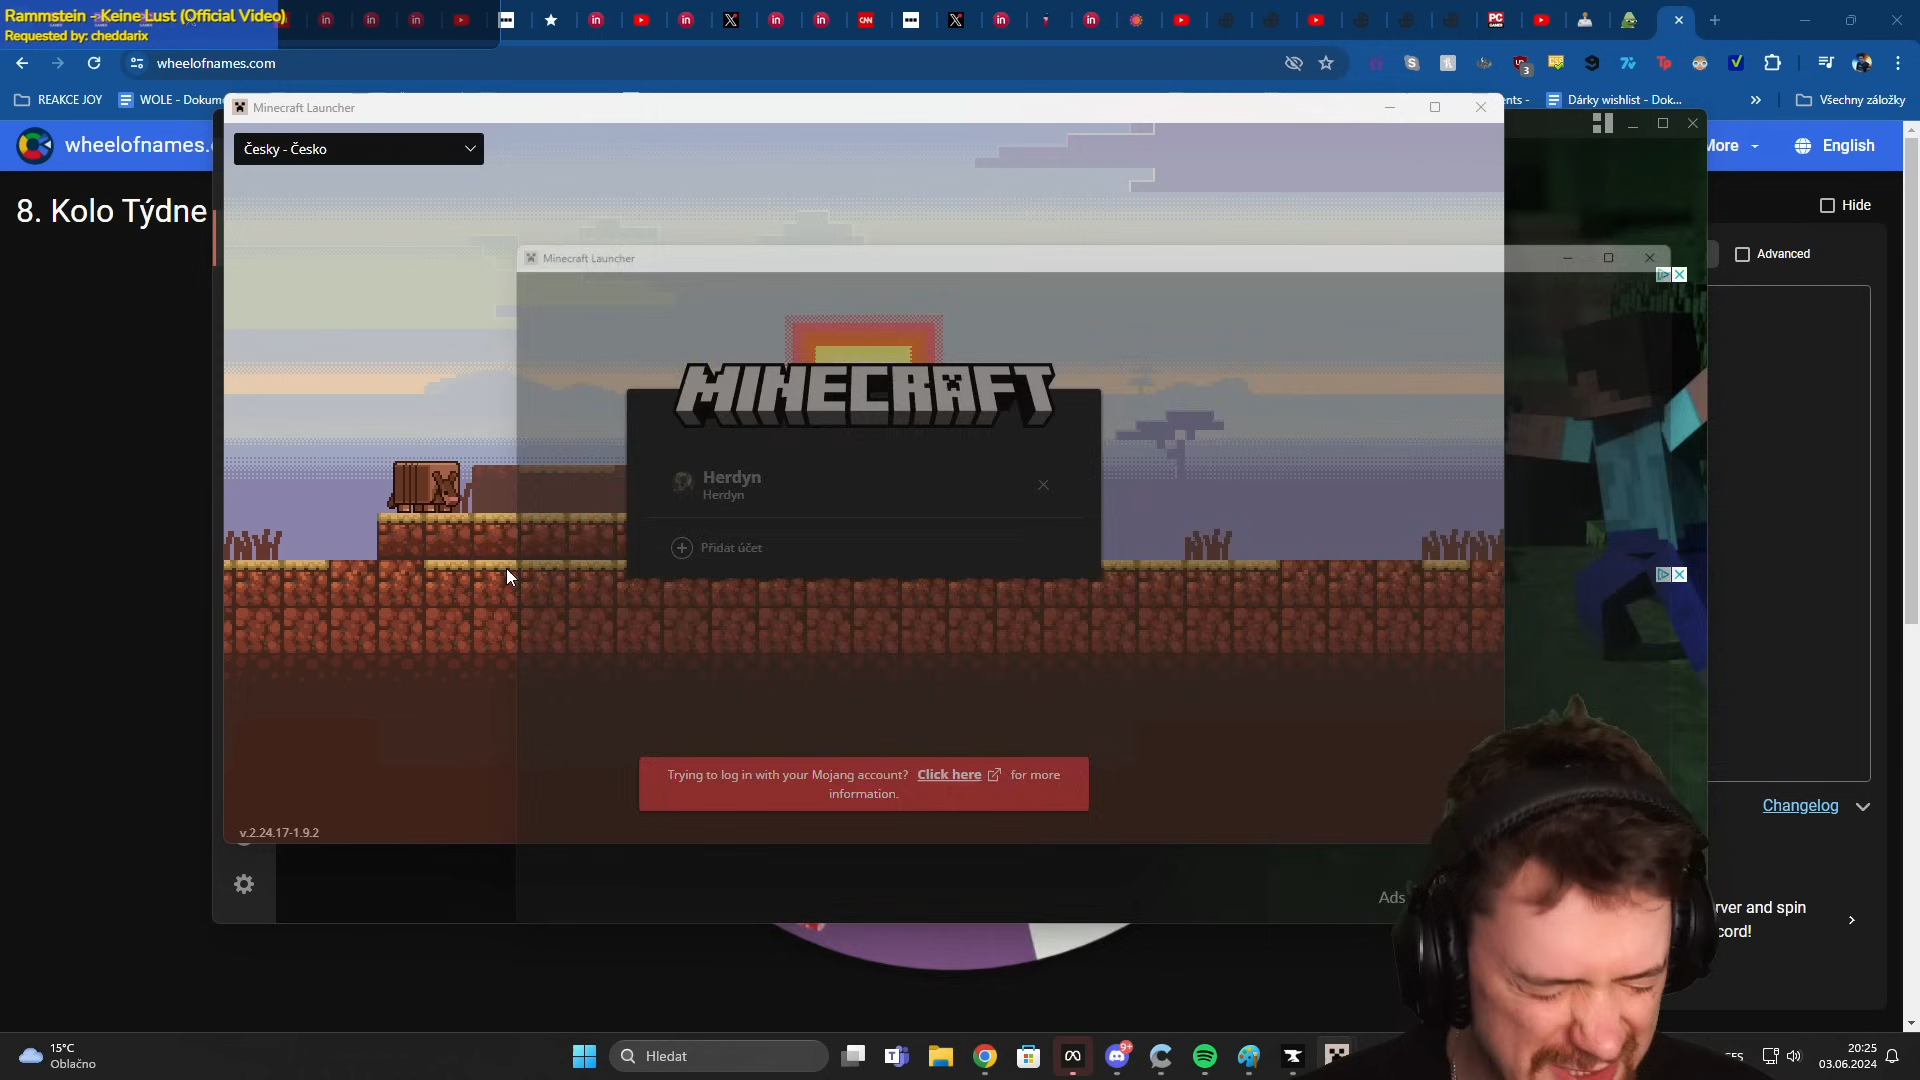 Rammstein - Keine Lust (Official Video)
Requested by: cheddarix
wheelofnames.com
REAKCE JOY
WOLE - Dokum
Dárky wishlist - Dok...
Všechny záložky
wheelofnames.
More
English
8. Kolo Týdne
Hide
Advanced
Minecraft Launcher
Česky - Česko
Minecraft Launcher
MINECRAFT
Herdyn
Herdyn
Přidat účet
Trying to log in with your Mojang account? Click here for more
information.
v.2.24.17-1.9.2
Changelog
Ads
rver and spin
cord!
15°C
Oblačno
Hledat
9+
20:25
03.06.2024